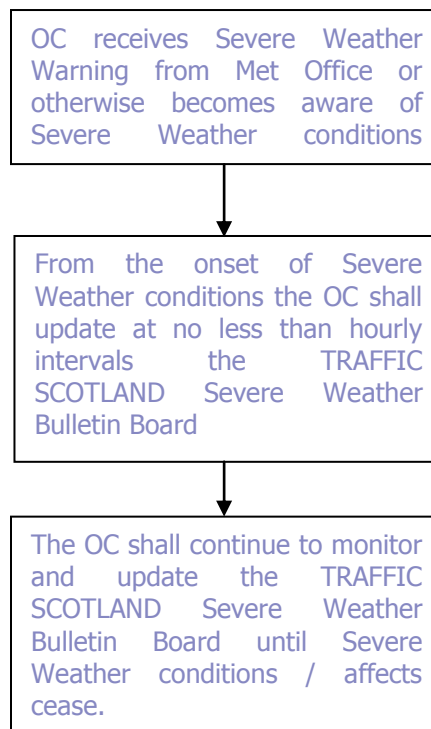 OC receives Severe Weather
Warning from Met Office or
otherwise becomes aware of
Severe Weather conditions
From the onset of Severe
Weather conditions the OC shall
update at no less than hourly
intervals the TRAFFIC
SCOTLAND Severe Weather
Bulletin Board
The OC shall continue to monitor
and update the TRAFFIC
SCOTLAND Severe Weather
Bulletin Board until Severe
Weather conditions / affects
cease.